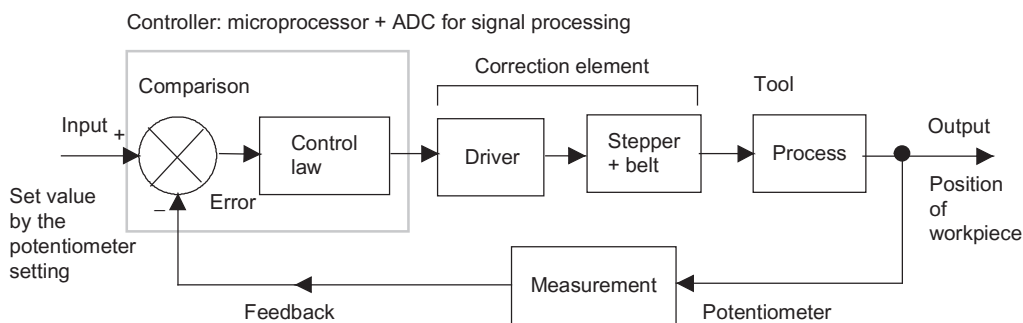 Controller: microprocessor + ADC for signal processing
Correction element
Comparison
Tool
Input
+
Output
Control
law
Driver
Stepper
+ belt
Process
Error
–
Set value
by the
potentiometer
setting
Position
of
workpiece
Measurement
Feedback
Potentiometer